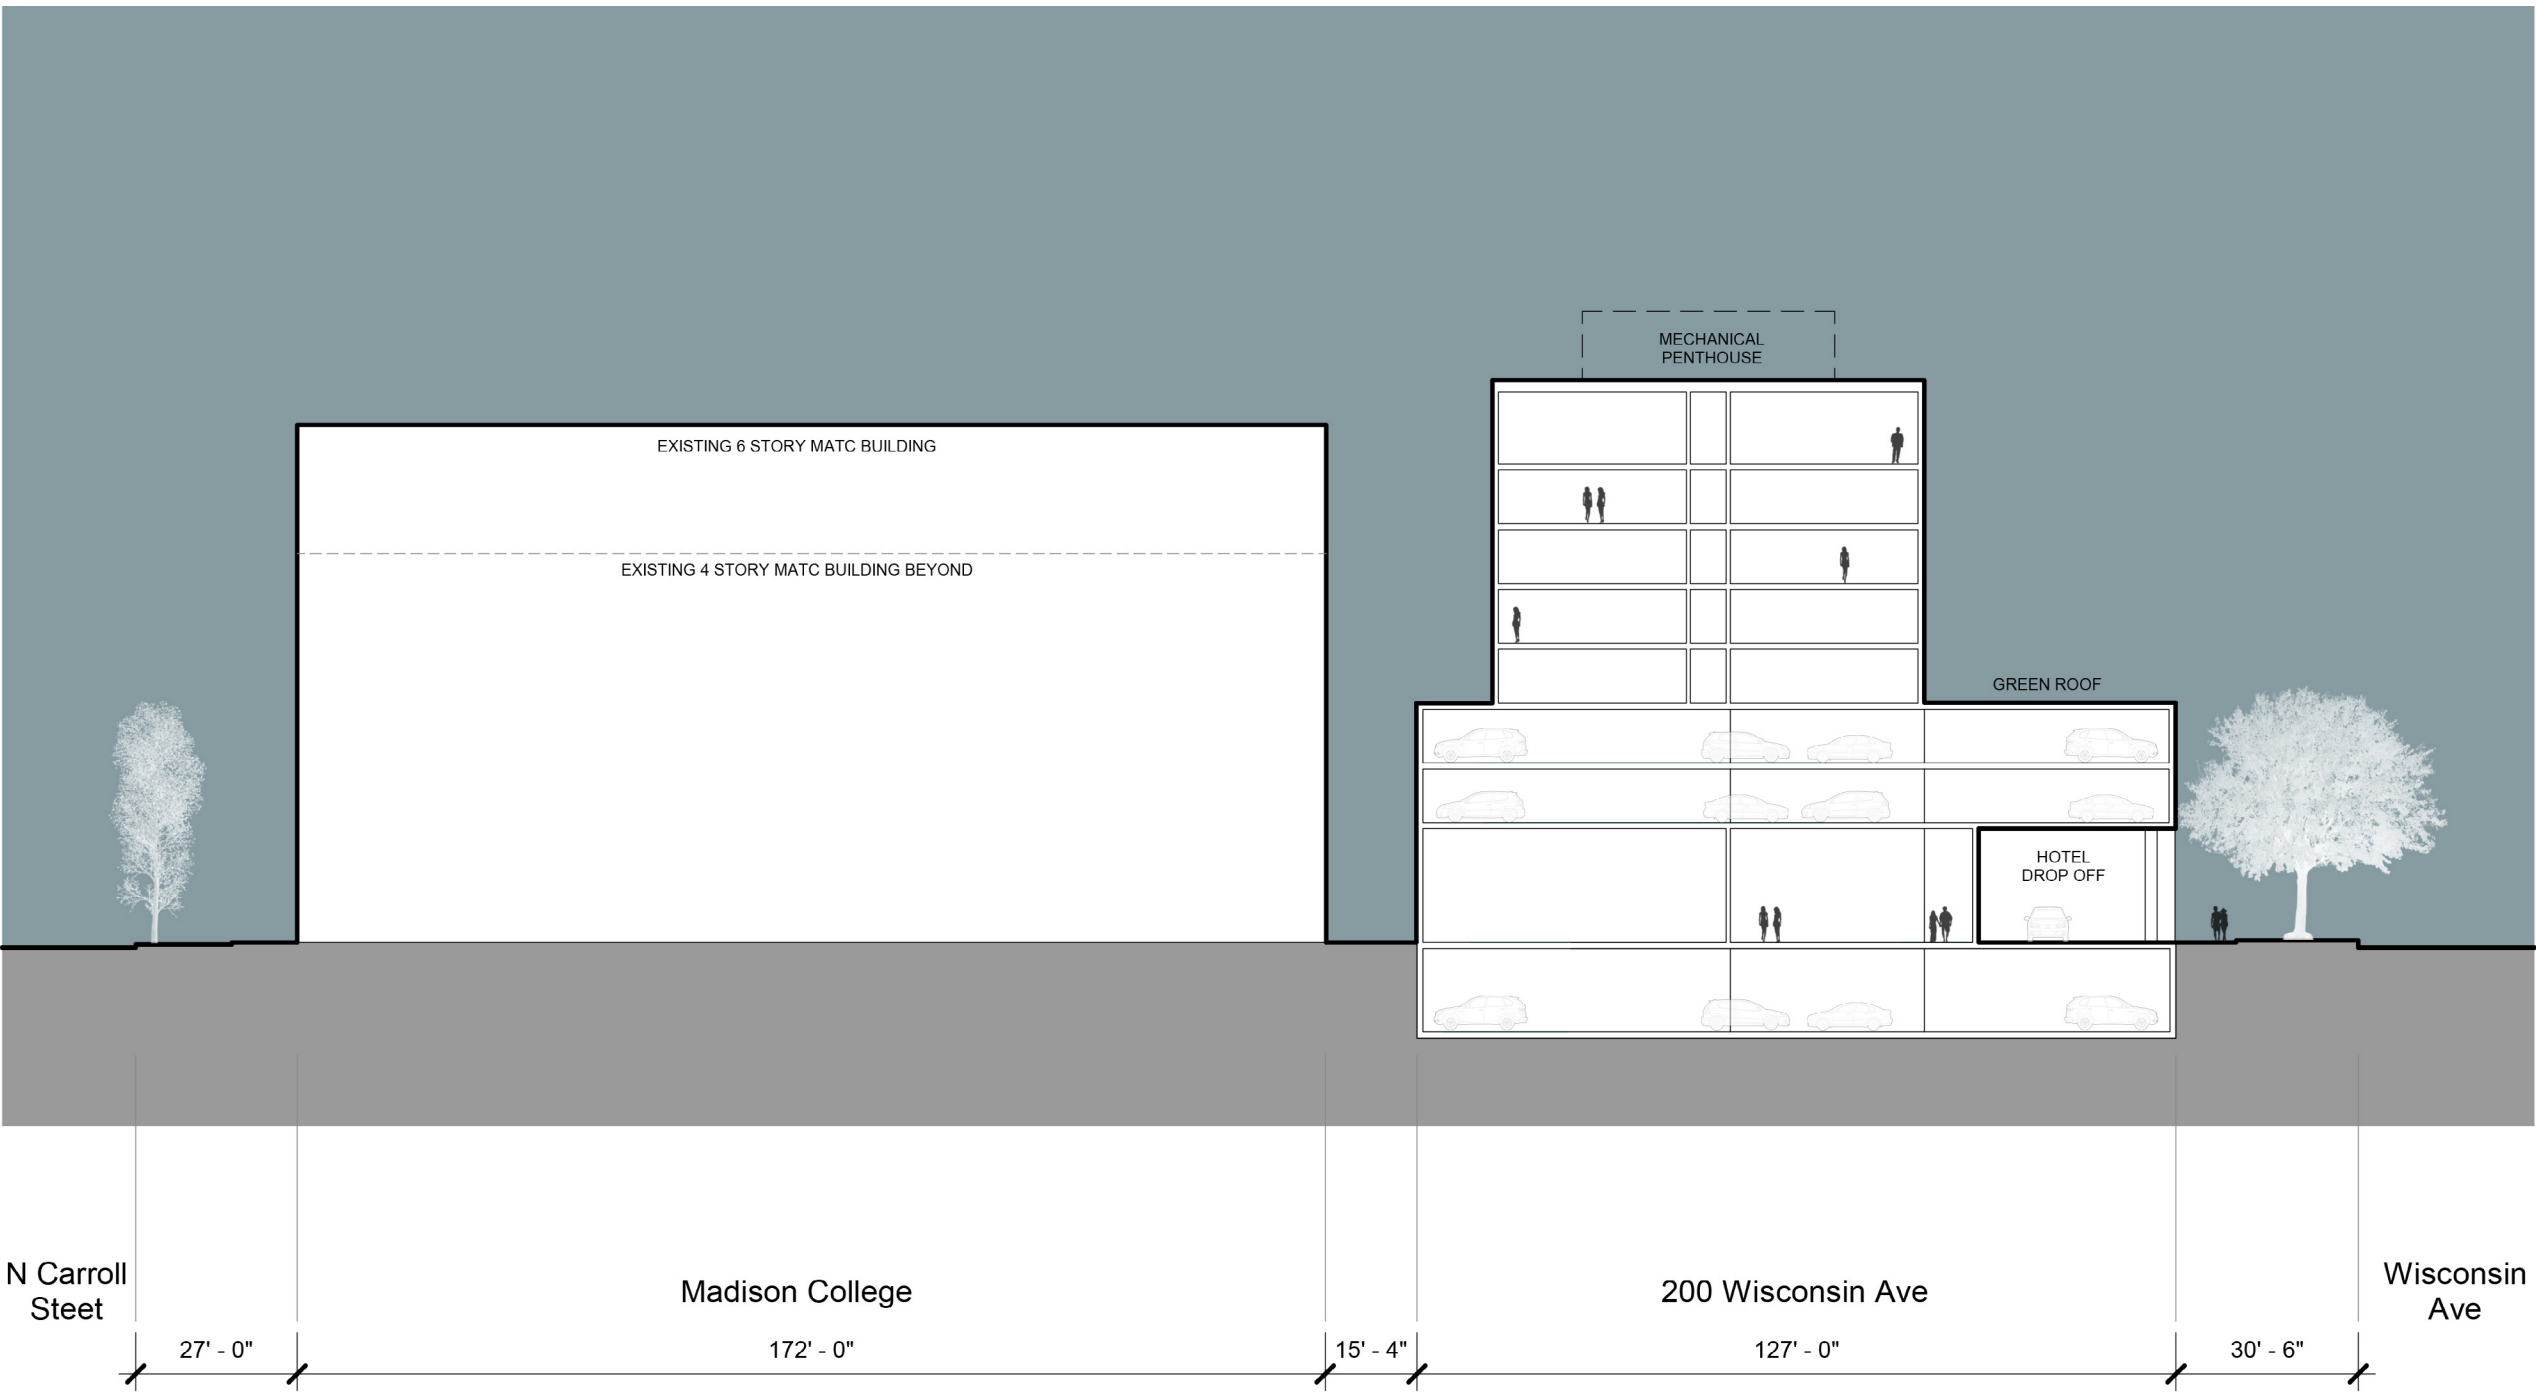 MECHANICAL
PENTHOUSE
EXISTING 6 STORY MATC BUILDING
EXISTING 4 STORY MATC BUILDING BEYOND
GREEN ROOF
HOTEL
DROP OFF
N Carroll
Steet
Madison College
200 Wisconsin Ave
Wisconsin
Ave
27' - 0"
172' - 0"
15' - 4"
127' - 0"
30' - 6"